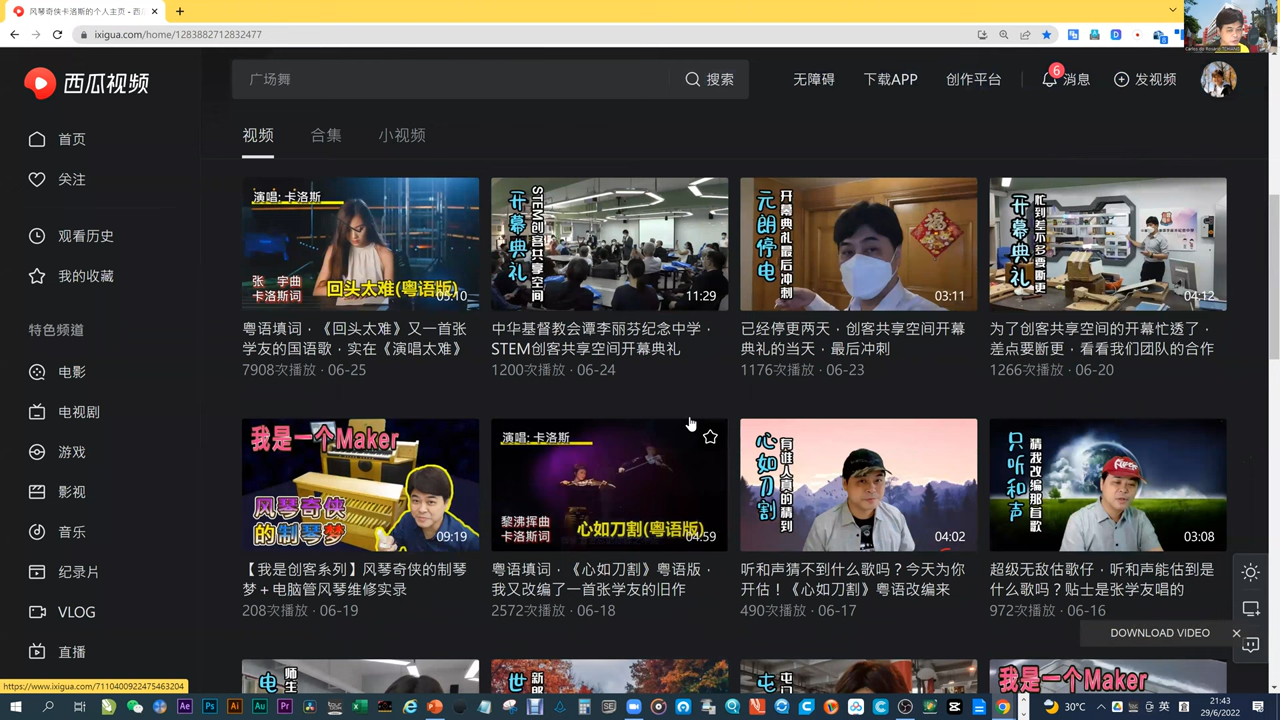 风琴奇侠卡洛斯的个人主页 - 西瓜
ixigua.com/home/1283882712832477
西瓜视频
广场舞
搜索
无障碍
下载APP
创作平台
6
消息
发视频
首页
关注
观看历史
我的收藏
特色频道
电影
电视剧
游戏
影视
音乐
纪录片
VLOG
直播
视频
合集
小视频
演唱: 卡洛斯
张 宇曲
卡洛斯词
回头太难(粤语版)
05:10
粤语填词，《回头太难》又一首张
学友的国语歌，实在《演唱太难》
7908次播放 · 06-25
开幕典礼
STEM创客共享空间
11:29
中华基督教会谭李丽芬纪念中学，
STEM创客共享空间开幕典礼
1200次播放 · 06-24
元朗停电
开幕典礼最后冲刺
福
03:11
已经停更两天，创客共享空间开幕
典礼的当天，最后冲刺
1176次播放 · 06-23
开幕典礼
忙到差不多要断更
04:12
为了创客共享空间的开幕忙透了，
差点要断更，看看我们团队的合作
1266次播放 · 06-20
我是一个Maker
风琴奇侠
的制琴梦
09:19
【我是创客系列】风琴奇侠的制琴
梦＋电脑管风琴维修实录
208次播放 · 06-19
演唱: 卡洛斯
黎沸挥曲
卡洛斯词
心如刀割(粤语版)
04:59
粤语填词，《心如刀割》粤语版，
我又改编了一首张学友的旧作
2572次播放 · 06-18
心如刀割
有谁人真的猜到
04:02
听和声猜不到什么歌吗？今天为你
开估！《心如刀割》粤语改编来
490次播放 · 06-17
只听和声
猜我改编那首歌
03:08
超级无敌估歌仔，听和声能估到是
什么歌吗？贴士是张学友唱的
972次播放 · 06-16
DOWNLOAD VIDEO
师生
我是一个Maker
https://www.ixigua.com/7110400922475463204
30°C
英
21:43
29/6/2022